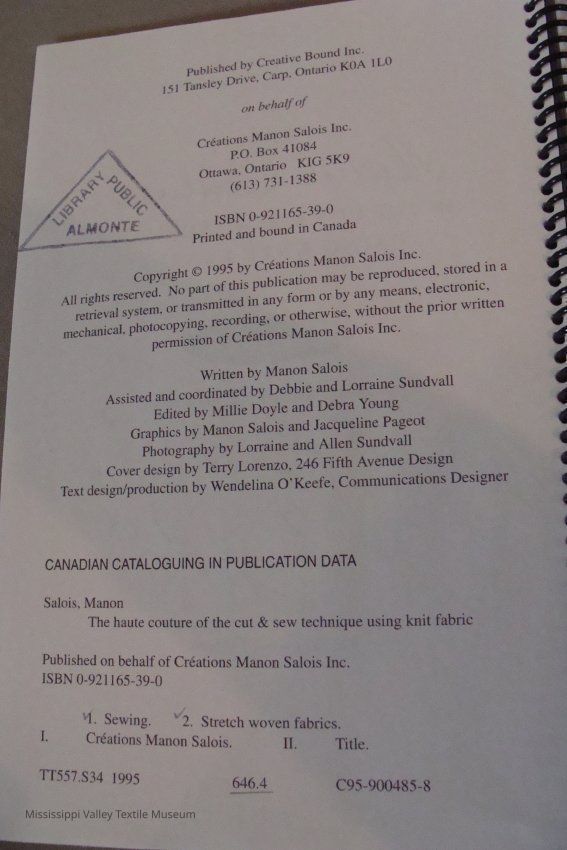 Published by Creative Bound Inc.
151 Tansley Drive, Carp, Ontario K0A 1L0
on behalf of
Créations Manon Salois Inc.
P.O. Box 41084
Ottawa, Ontario KIG 5K9
(613) 731-1388
LIBRARY PUBLIC
ALMONTE
ISBN 0-921165-39-0
Printed and bound in Canada
Copyright © 1995 by Créations Manon Salois Inc.
All rights reserved. No part of this publication may be reproduced, stored in a
retrieval system, or transmitted in any form or by any means, electronic,
mechanical, photocopying, recording, or otherwise, without the prior written
permission of Créations Manon Salois Inc.
Written by Manon Salois
Assisted and coordinated by Debbie and Lorraine Sundvall
Edited by Millie Doyle and Debra Young
Graphics by Manon Salois and Jacqueline Pageot
Photography by Lorraine and Allen Sundvall
Cover design by Terry Lorenzo, 246 Fifth Avenue Design
Text design/production by Wendelina O'Keefe, Communications Designer
CANADIAN CATALOGUING IN PUBLICATION DATA
Salois, Manon
The haute couture of the cut & sew technique using knit fabric
Published on behalf of Créations Manon Salois Inc.
ISBN 0-921165-39-0
1. Sewing. 2. Stretch woven fabrics.
I. Créations Manon Salois. II. Title.
TT557.S34 1995 646.4 C95-900485-8
Mississippi Valley Textile Museum